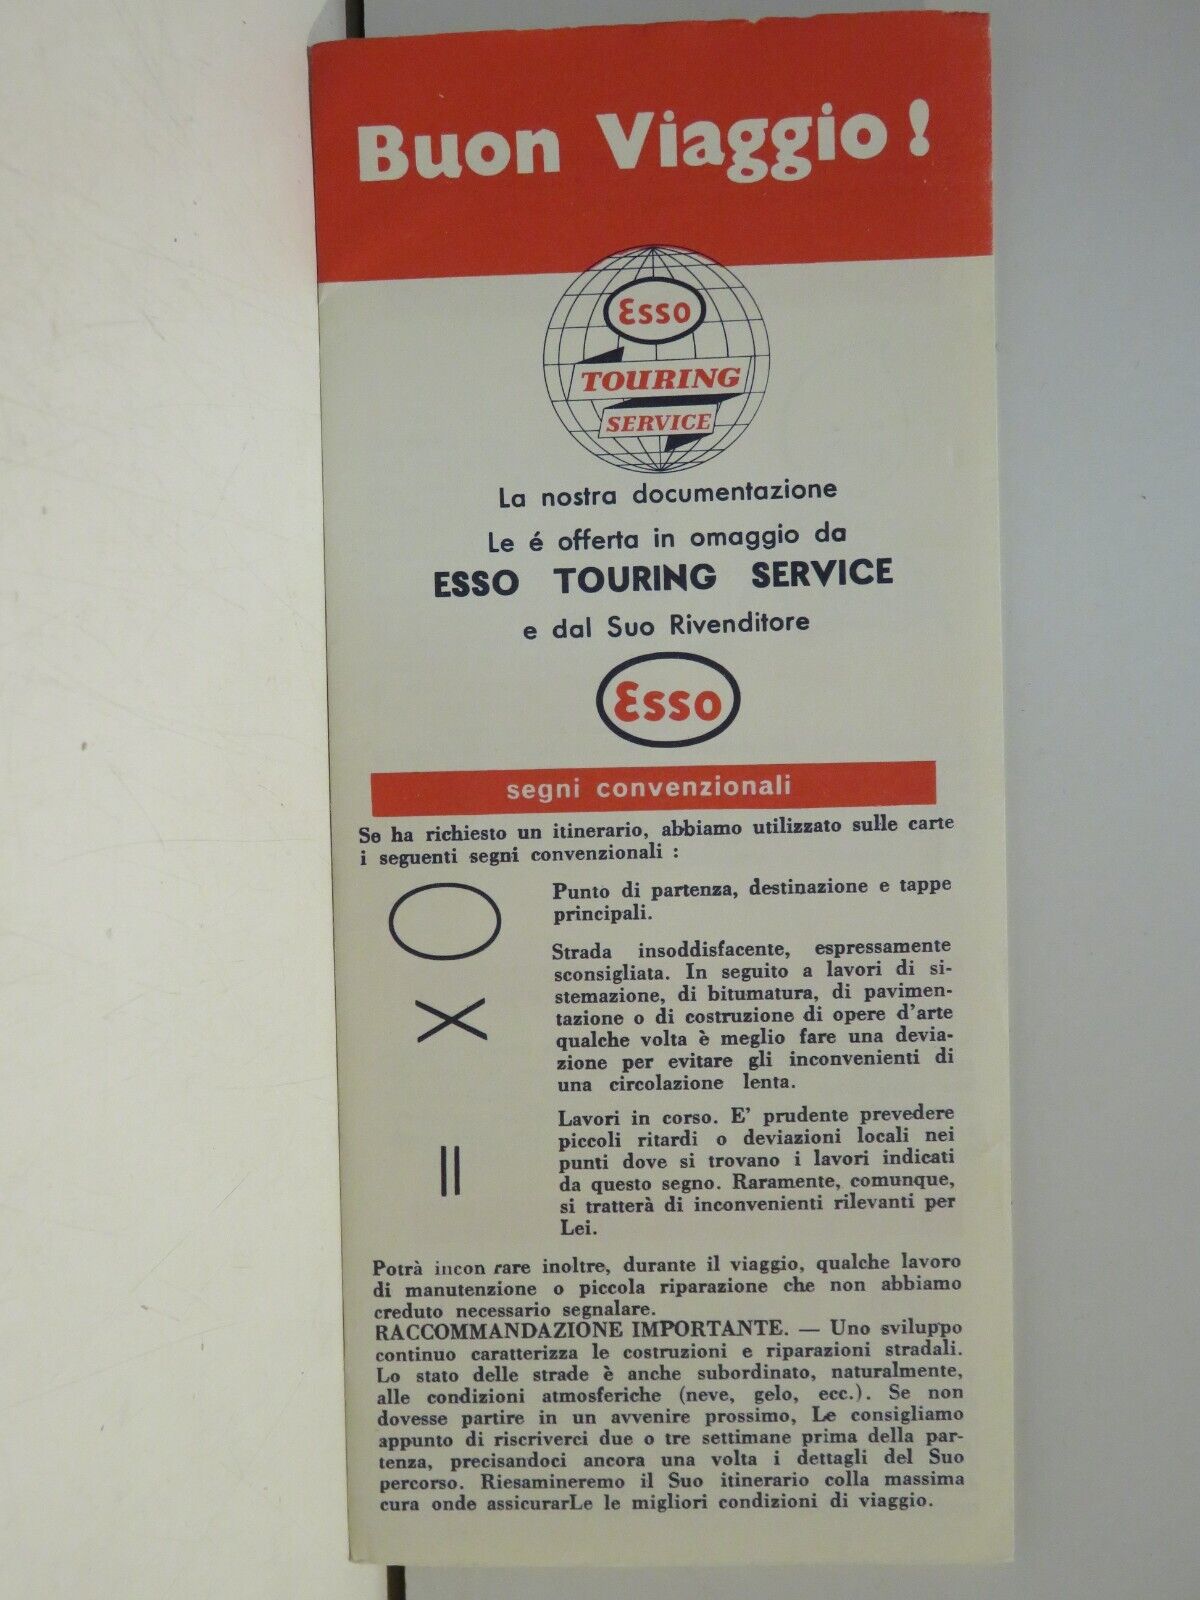 Buon Viaggio !
Esso
TOURING
SERVICE
La nostra documentazione
Le é offerta in omaggio da
ESSO TOURING SERVICE
e dal Suo Rivenditore
Esso
segni convenzionali
Se ha richiesto un itinerario, abbiamo utilizzato sulle carte
i seguenti segni convenzionali :
Punto di partenza, destinazione e tappe
principali.
Strada insoddisfacente, espressamente
sconsigliata. In seguito a lavori di si-
stemazione, di bitumatura, di pavimen-
tazione o di costruzione di opere d'arte
qualche volta è meglio fare una devia-
zione per evitare gli inconvenienti di
una circolazione lenta.
Lavori in corso. E' prudente prevedere
piccoli ritardi o deviazioni locali nei
punti dove si trovano i lavori indicati
da questo segno. Raramente, comunque,
si tratterà di inconvenienti rilevanti per
Lei.
Potrà incon rare inoltre, durante il viaggio, qualche lavoro
di manutenzione o piccola riparazione che non abbiamo
creduto necessario segnalare.
RACCOMMANDAZIONE IMPORTANTE. — Uno sviluppo
continuo caratterizza le costruzioni e riparazioni stradali.
Lo stato delle strade è anche subordinato, naturalmente,
alle condizioni atmosferiche (neve, gelo, ecc.). Se non
dovesse partire in un avvenire prossimo, Le consigliamo
appunto di riscriverci due o tre settimane prima della par-
tenza, precisandoci ancora una volta i dettagli del Suo
percorso. Riesamineremo il Suo itinerario colla massima
cura onde assicurarLe le migliori condizioni di viaggio.